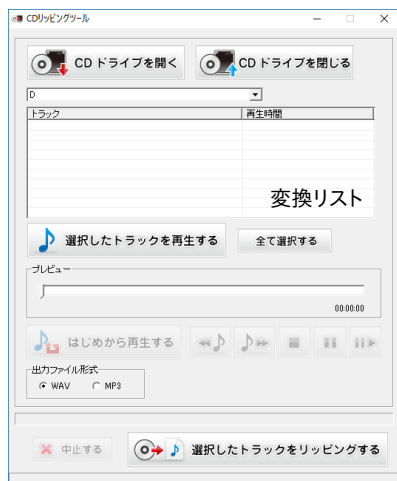 CDリッピングツール
CD ドライブを開く
CD ドライブを閉じる
D
トラック
再生時間
変換リスト
選択したトラックを再生する
全て選択する
プレビュー
00:00:00
はじめから再生する
出力ファイル形式
WAV
MP3
中止する
選択したトラックをリッピングする